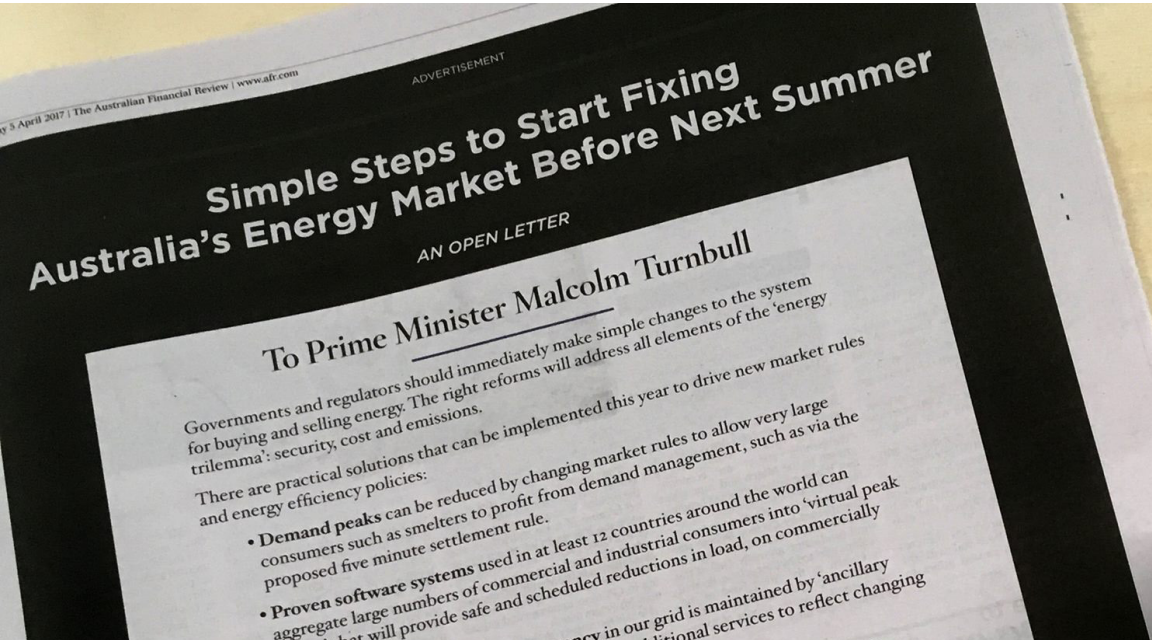 5 April 2017 | The Australian Financial Review | www.afr.com
ADVERTISEMENT
Simple Steps to Start Fixing
Australia's Energy Market Before Next Summer
AN OPEN LETTER
To Prime Minister Malcolm Turnbull
Governments and regulators should immediately make simple changes to the system
for buying and selling energy. The right reforms will address all elements of the 'energy
trilemma': security, cost and emissions.
There are practical solutions that can be implemented this year to drive new market rules
and energy efficiency policies:
• Demand peaks can be reduced by changing market rules to allow very large
consumers such as smelters to profit from demand management, such as via the
proposed five minute settlement rule.
• Proven software systems used in at least 12 countries around the world can
aggregate large numbers of commercial and industrial consumers into 'virtual peak
will provide safe and scheduled reductions in load, on commercially
in our grid is maintained by 'ancillary
services to reflect changing